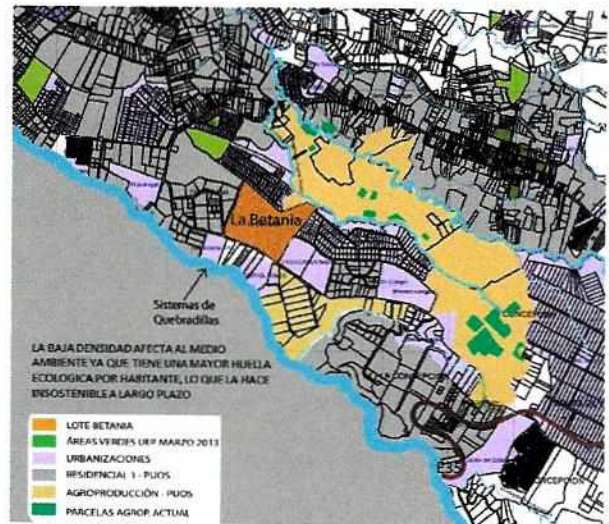 La Betania
Sistemas de
Quebradillas
LA BAJA DENSIDAD AFECTA AL MEDIO
AMBIENTE YA QUE TIENE UNA MAYOR HUELLA
ECOLOGICA POR HABITANTE, LO QUE LA HACE
INSOSTENIBLE A LARGO PLAZO
CONCEPCION
LOTE BETANIA
ÁREAS VERDES UEP MARZO 2013
URBANIZACIONES
RESIDENCIAL 1 - PUOS
AGROPRODUCCIÓN - PUOS
PARCELAS AGROP. ACTUAL